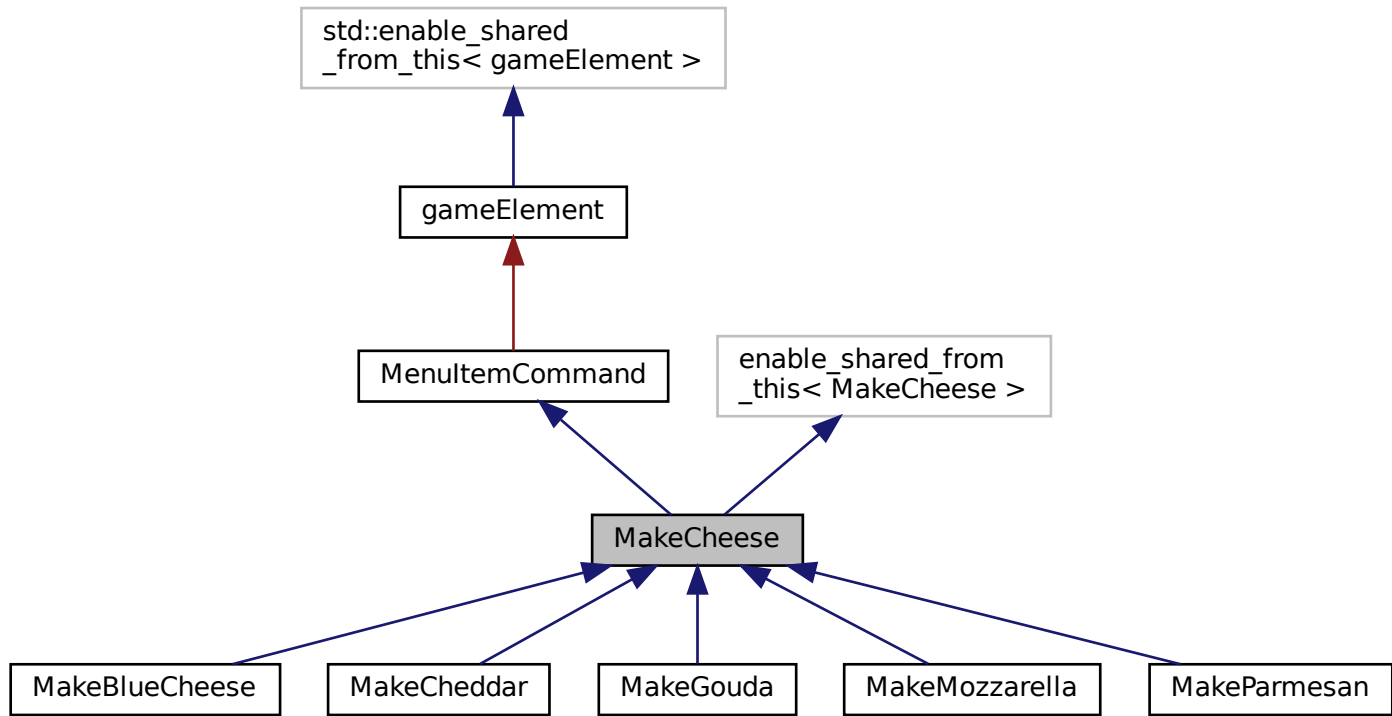 std::enable_shared
_from_this< gameElement >
gameElement
MenuItemCommand
enable_shared_from
_this< MakeCheese >
MakeCheese
MakeBlueCheese
MakeCheddar
MakeGouda
MakeMozzarella
MakeParmesan